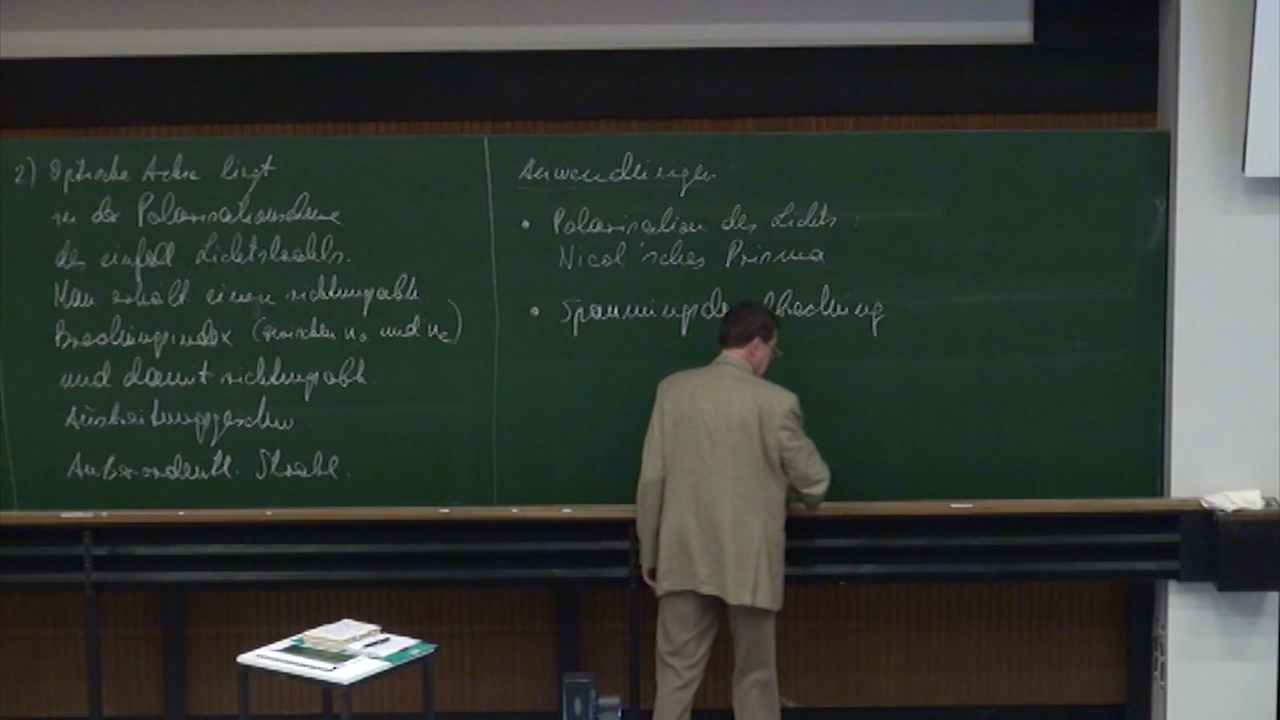 2) Optische Achse liegt
in der Polarisationsebene
des einfall Lichtstrahls.
Man erhält einen richtungsabh.
Brechungsindex (zwischen n₀ und nₑ)
und damit richtungsabh.
Ausbreitungsgeschw.
Außerordentl. Strahl.
Anwendungen:
• Polarisation des Lichts:
Nicol'sches Prisma
•